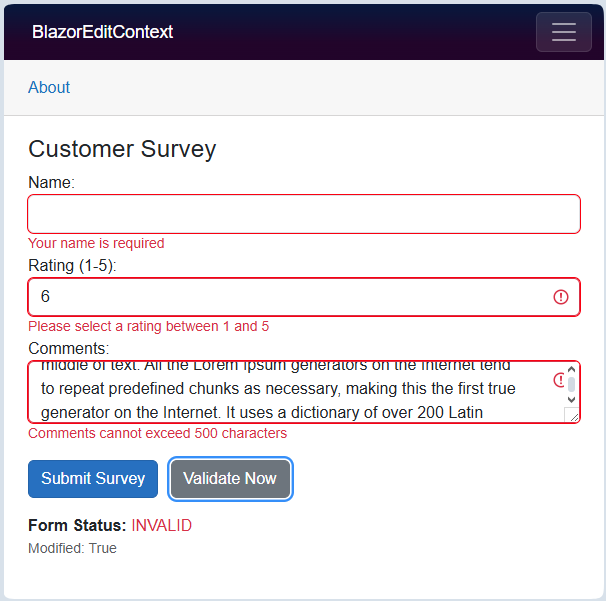 BlazorEditContext
About
Customer Survey
Name:
Your name is required
Rating (1-5):
6
Please select a rating between 1 and 5
Comments:
middle of text. All the Lorem Ipsum generators on the Internet tend
to repeat predefined chunks as necessary, making this the first true
generator on the Internet. It uses a dictionary of over 200 Latin
Comments cannot exceed 500 characters
Submit Survey Validate Now
Form Status: INVALID
Modified: True